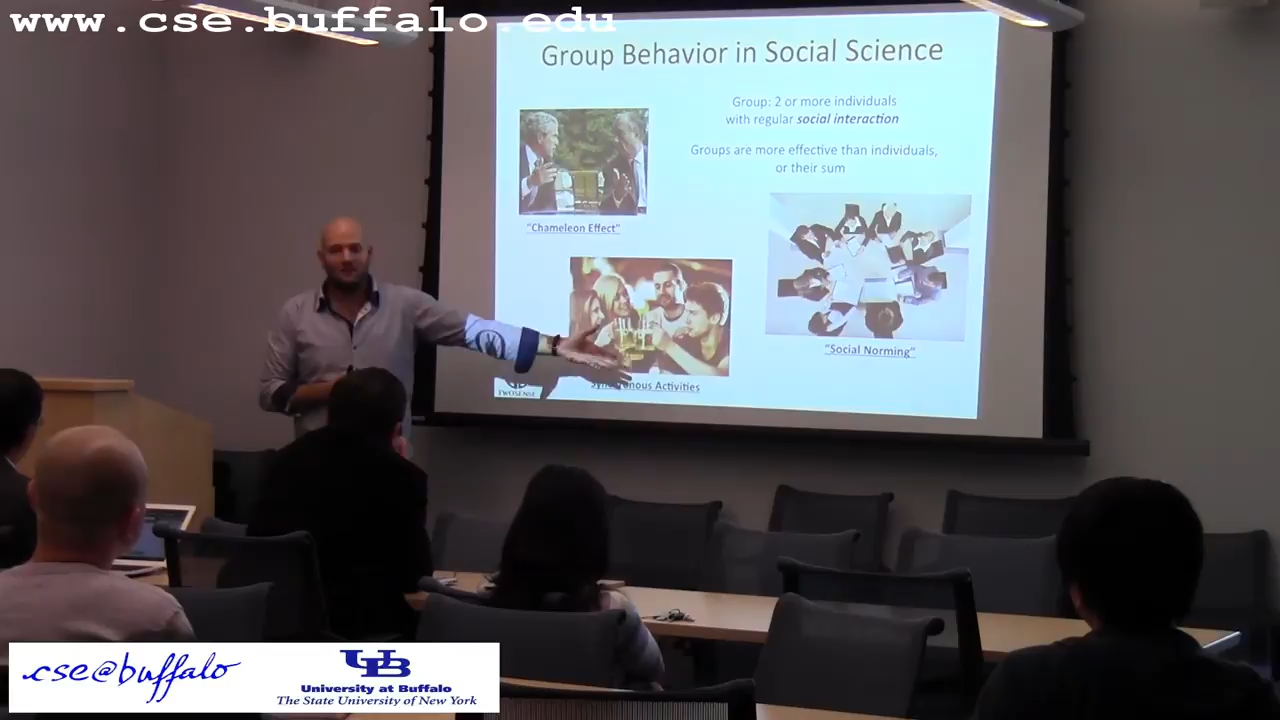 www.cse.buffalo.edu
Group Behavior in Social Science
Group: 2 or more individuals
with regular social interaction
Groups are more effective than individuals,
or their sum
"Chameleon Effect"
"Social Norming"
Activities
TWOSENSE
cse@buffalo
UB
University at Buffalo
The State University of New York